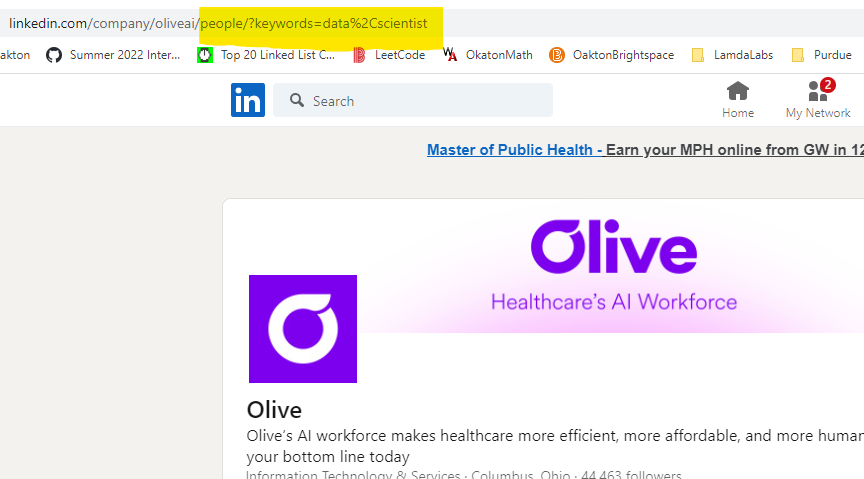 linkedin.com/company/oliveai/people/?keywords=data%2Cscientist
akton Summer 2022 Inter... Top 20 Linked List C... LeetCode OkatonMath OaktonBrightspace LamdaLabs Purdue
in Search Home My Network 2
Master of Public Health - Earn your MPH online from GW in 12
Olive
Healthcare's AI Workforce
Olive
Olive's AI workforce makes healthcare more efficient, more affordable, and more human
your bottom line today
Information Technology & Services · Columbus, Ohio · 44,463 followers